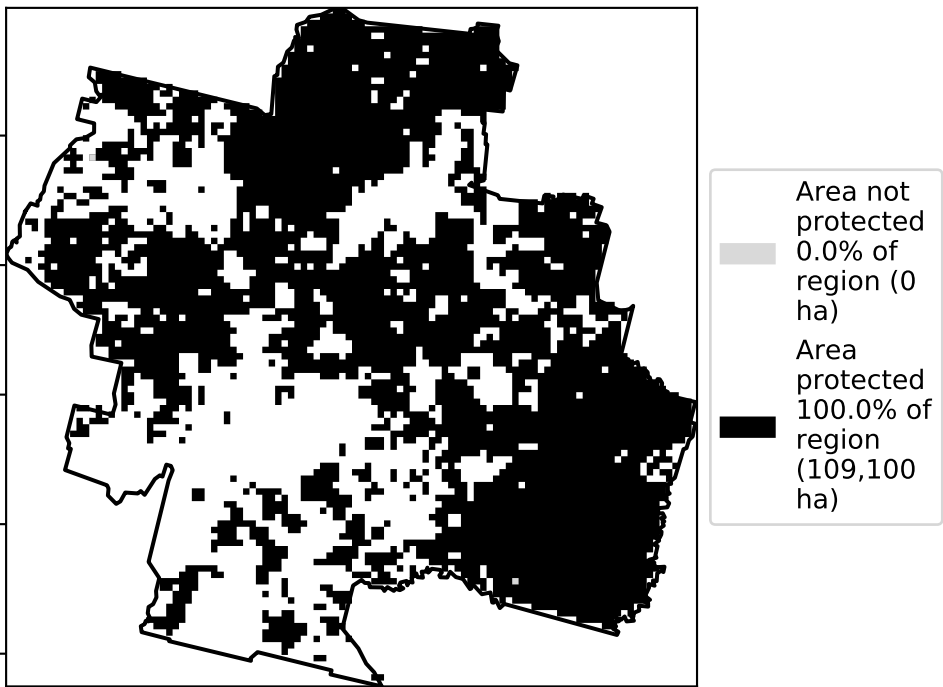 Area not
protected
0.0% of
region (0
ha)
Area
protected
100.0% of
region
(109,100
ha)